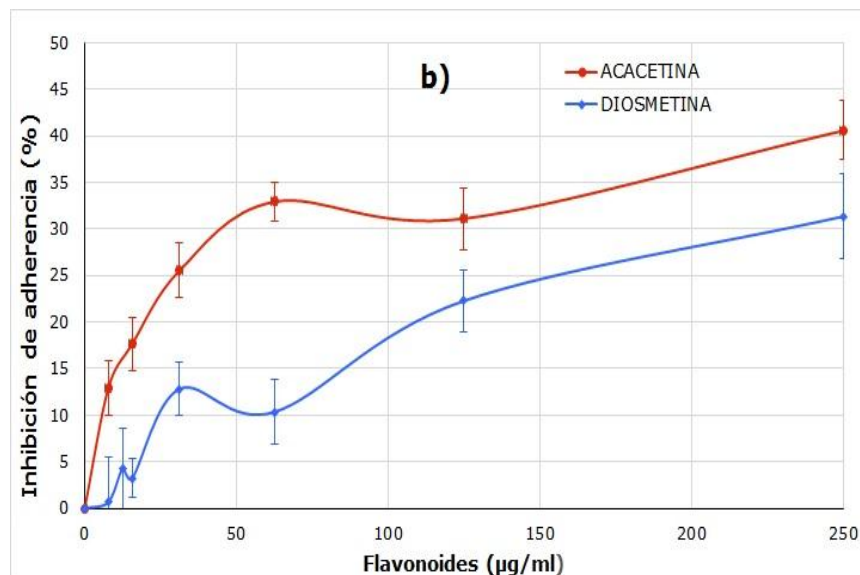 b)
ACACETINA
DIOSMETINA
Inhibición de adherencia (%)
50
45
40
35
30
25
20
15
10
5
0
0 50 100 150 200 250
Flavonoides (µg/ml)